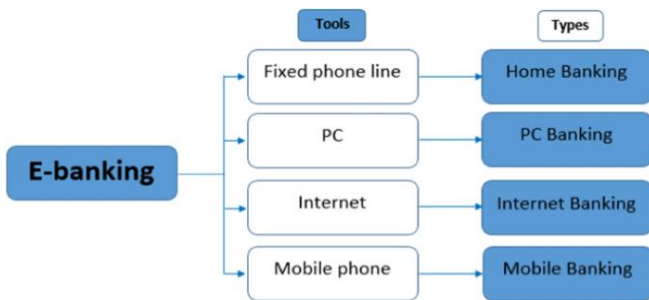 Tools Types
Fixed phone line Home Banking
PC PC Banking
E-banking
Internet Internet Banking
Mobile phone Mobile Banking